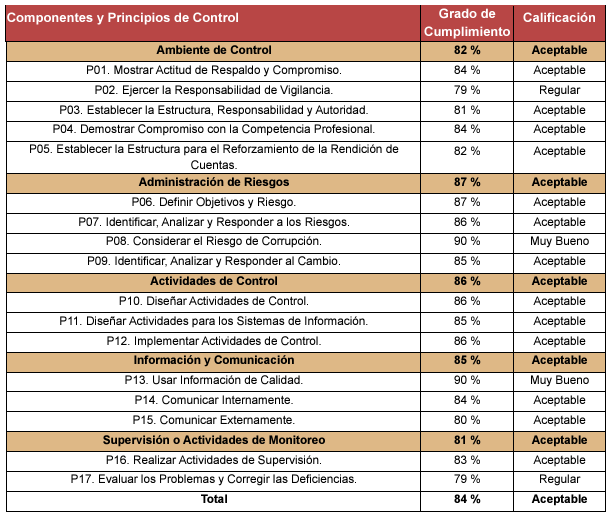 Componentes y Principios de Control Grado de Cumplimiento Calificación
Ambiente de Control 82 % Aceptable
P01. Mostrar Actitud de Respaldo y Compromiso. 84 % Aceptable
P02. Ejercer la Responsabilidad de Vigilancia. 79 % Regular
P03. Establecer la Estructura, Responsabilidad y Autoridad. 81 % Aceptable
P04. Demostrar Compromiso con la Competencia Profesional. 84 % Aceptable
P05. Establecer la Estructura para el Reforzamiento de la Rendición de Cuentas. 82 % Aceptable
Administración de Riesgos 87 % Aceptable
P06. Definir Objetivos y Riesgo. 87 % Aceptable
P07. Identificar, Analizar y Responder a los Riesgos. 86 % Aceptable
P08. Considerar el Riesgo de Corrupción. 90 % Muy Bueno
P09. Identificar, Analizar y Responder al Cambio. 85 % Aceptable
Actividades de Control 86 % Aceptable
P10. Diseñar Actividades de Control. 86 % Aceptable
P11. Diseñar Actividades para los Sistemas de Información. 85 % Aceptable
P12. Implementar Actividades de Control. 86 % Aceptable
Información y Comunicación 85 % Aceptable
P13. Usar Información de Calidad. 90 % Muy Bueno
P14. Comunicar Internamente. 84 % Aceptable
P15. Comunicar Externamente. 80 % Aceptable
Supervisión o Actividades de Monitoreo 81 % Aceptable
P16. Realizar Actividades de Supervisión. 83 % Aceptable
P17. Evaluar los Problemas y Corregir las Deficiencias. 79 % Regular
Total 84 % Aceptable